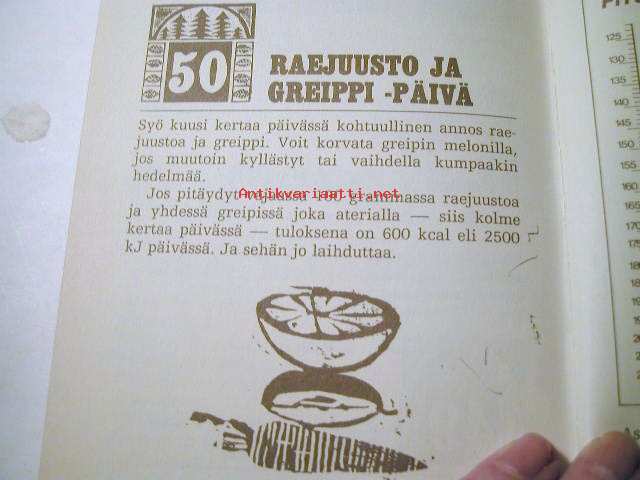 50
RAEJUUSTO JA
GREIPPI -PÄIVÄ
Syö kuusi kertaa päivässä kohtuullinen annos rae-
juustoa ja greippi. Voit korvata greipin melonilla,
jos muutoin kyllästyt tai vaihdella kumpaakin
hedelmää.
Jos pitäydyt vajaassa 100 grammassa raejuustoa
Antikvariaatti.net
ja yhdessä greipissä joka aterialla — siis kolme
kertaa päivässä — tuloksena on 600 kcal eli 2500
kJ päivässä. Ja sehän jo laihduttaa.
125
130
135
140
145
150